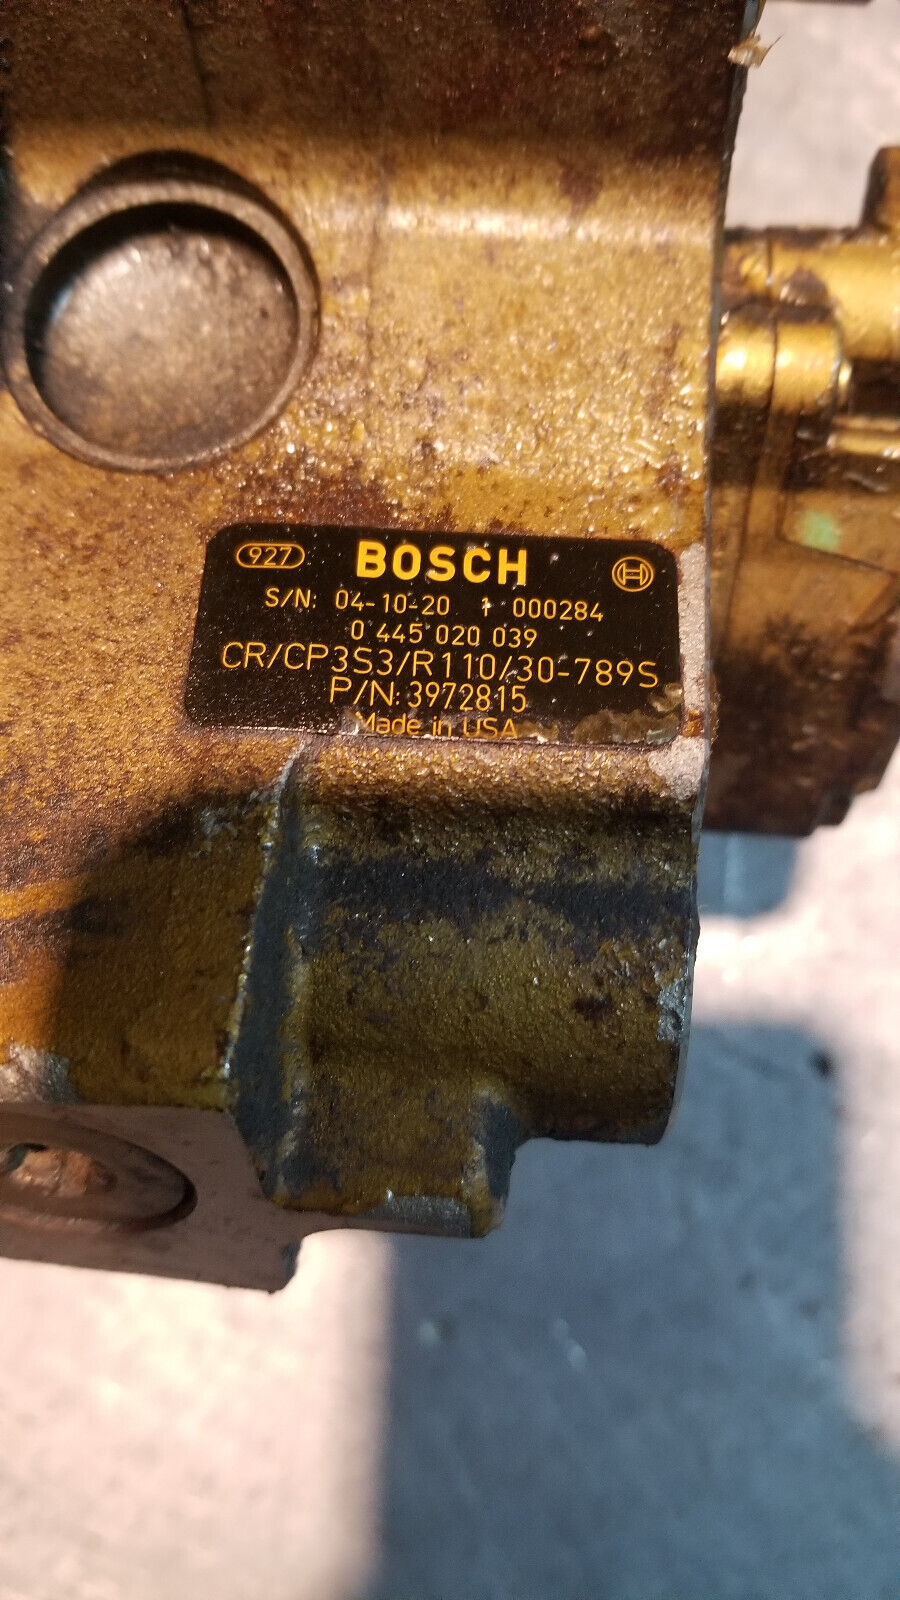 927 BOSCH
S/N: 04-10-20 1 000284
0 445 020 039
CR/CP3S3/R110/30-789S
P/N:3972815
Made in USA